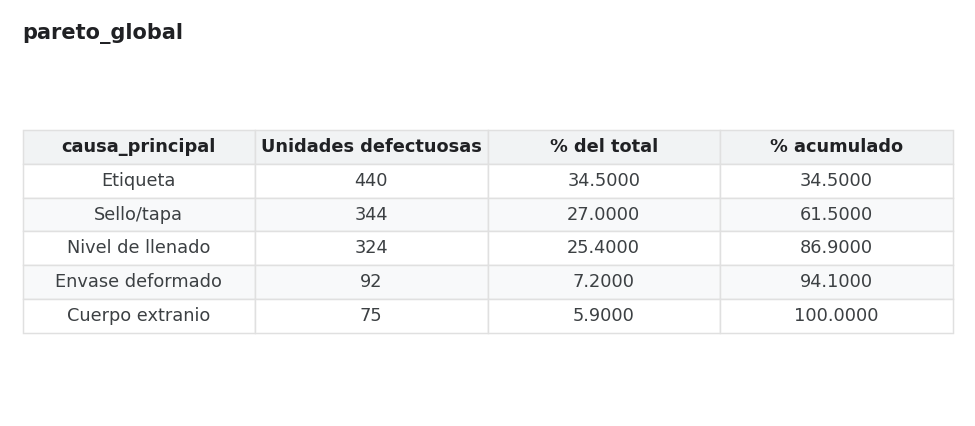 pareto_global
causa_principal Unidades defectuosas % del total % acumulado
Etiqueta 440 34.5000 34.5000
Sello/tapa 344 27.0000 61.5000
Nivel de llenado 324 25.4000 86.9000
Envase deformado 92 7.2000 94.1000
Cuerpo extranio 75 5.9000 100.0000